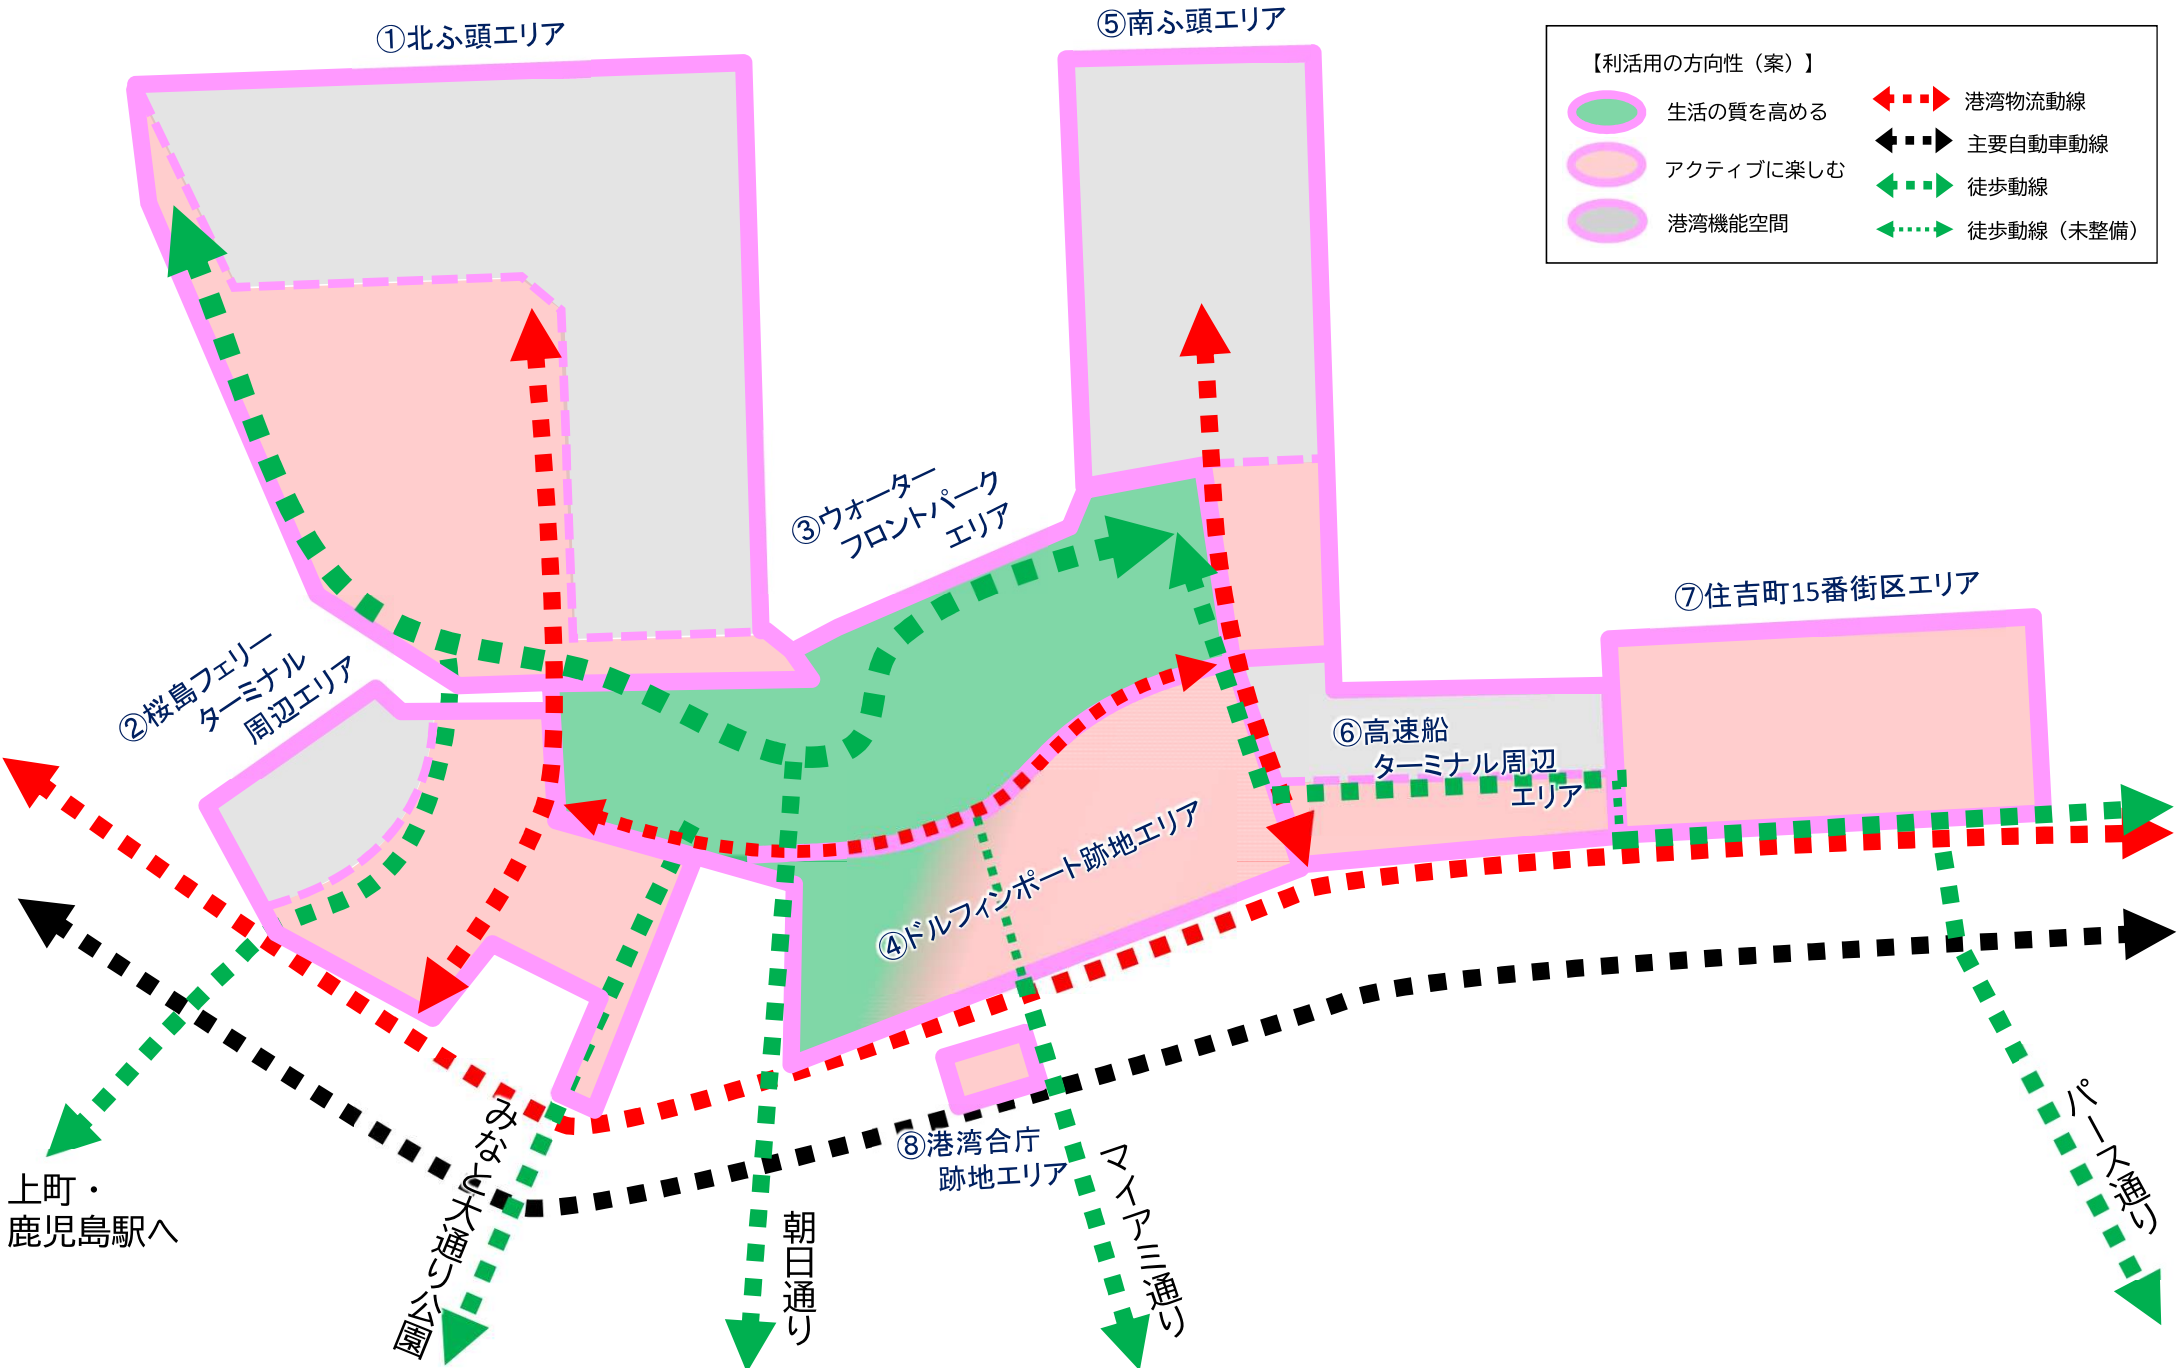 ①北ふ頭エリア
⑤南ふ頭エリア
【利活用の方向性（案）】
生活の質を高める
アクティブに楽しむ
港湾機能空間
港湾物流動線
主要自動車動線
徒歩動線
徒歩動線（未整備）
③ウォーター
フロントパーク
エリア
②桜島フェリー
ターミナル
周辺エリア
⑦住吉町15番街区エリア
⑥高速船
ターミナル周辺
エリア
④ドルフィンポート跡地エリア
⑧港湾合庁
跡地エリア
上町・
鹿児島駅へ
みなと大通り公園
朝日通り
マイアミ通り
パース通り